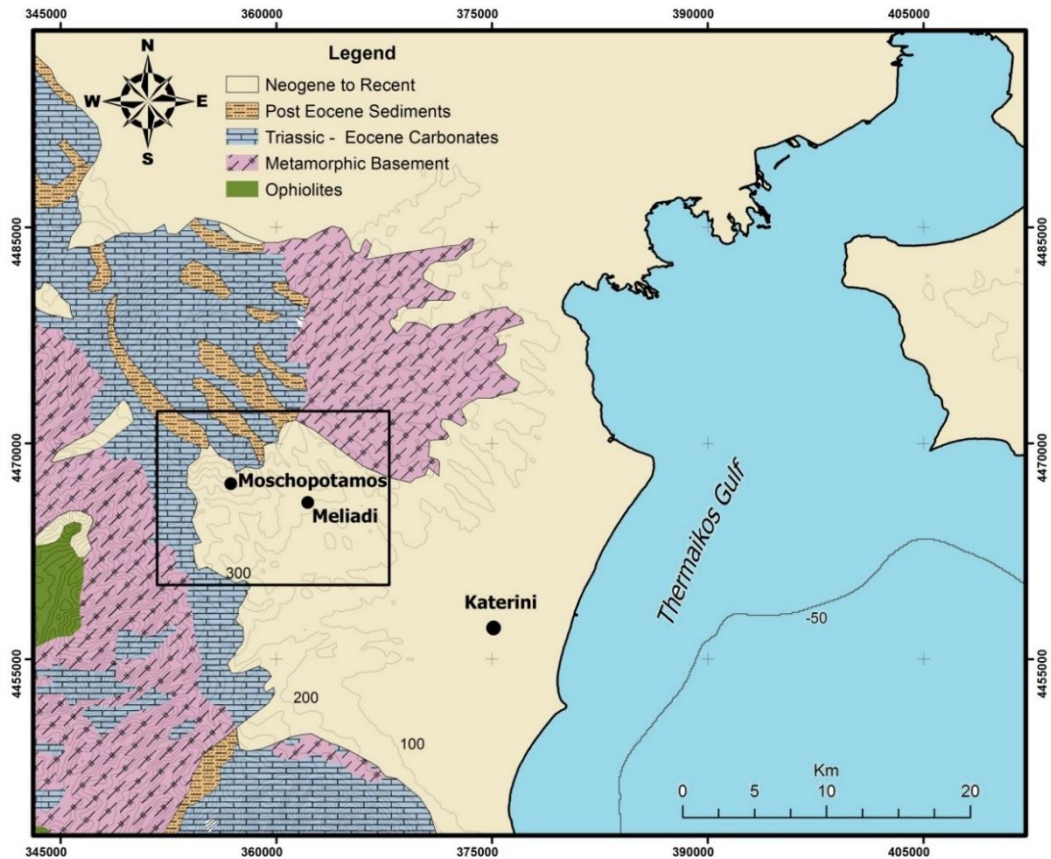 345000 360000 375000 390000 405000
N
W E
S
Legend
Neogene to Recent
Post Eocene Sediments
Triassic - Eocene Carbonates
Metamorphic Basement
Ophiolites
4485000 4485000
4470000 4470000
Moschopotamos
Meliadi
Thermaikos Gulf
300
Katerini
-50
4455000 4455000
200
100
Km
0 5 10 20
345000 360000 375000 390000 405000